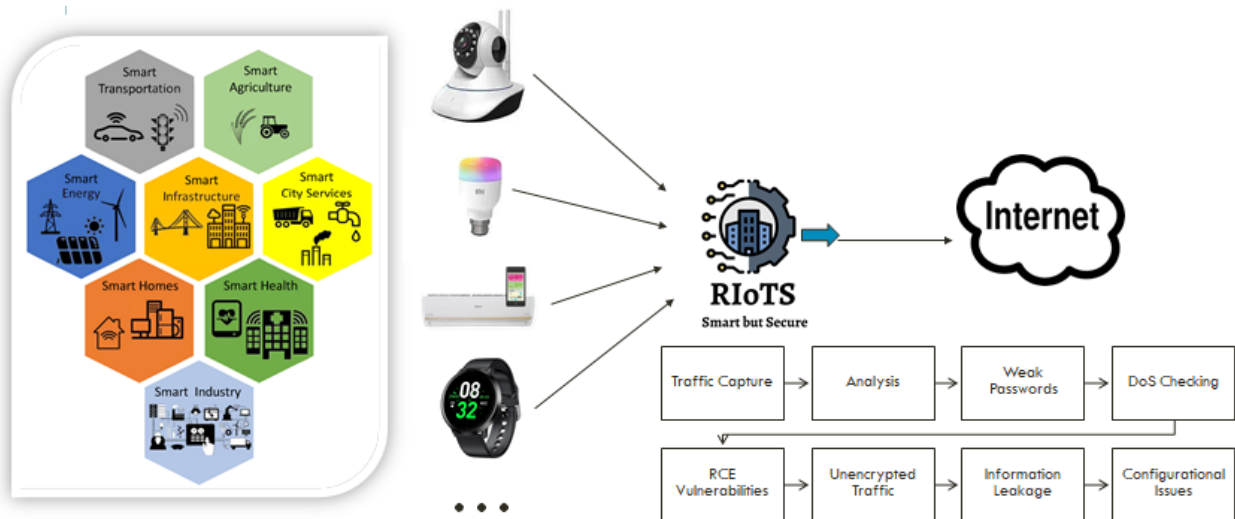 Smart
Transportation
Smart
Agriculture
Smart
Energy
Smart
Infrastructure
Smart
City Services
Smart Homes
Smart Health
Smart Industry
08
32
RIoTS
Smart but Secure
Internet
Traffic Capture
Analysis
Weak
Passwords
DoS Checking
RCE
Vulnerabilities
Unencrypted
Traffic
Information
Leakage
Configurational
Issues